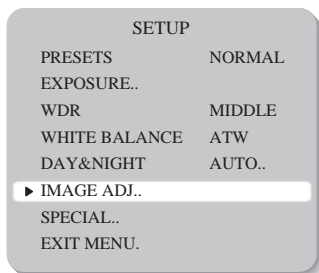 SETUP
PRESETS NORMAL
EXPOSURE..
WDR MIDDLE
WHITE BALANCE ATW
DAY&NIGHT AUTO..
IMAGE ADJ..
SPECIAL..
EXIT MENU.